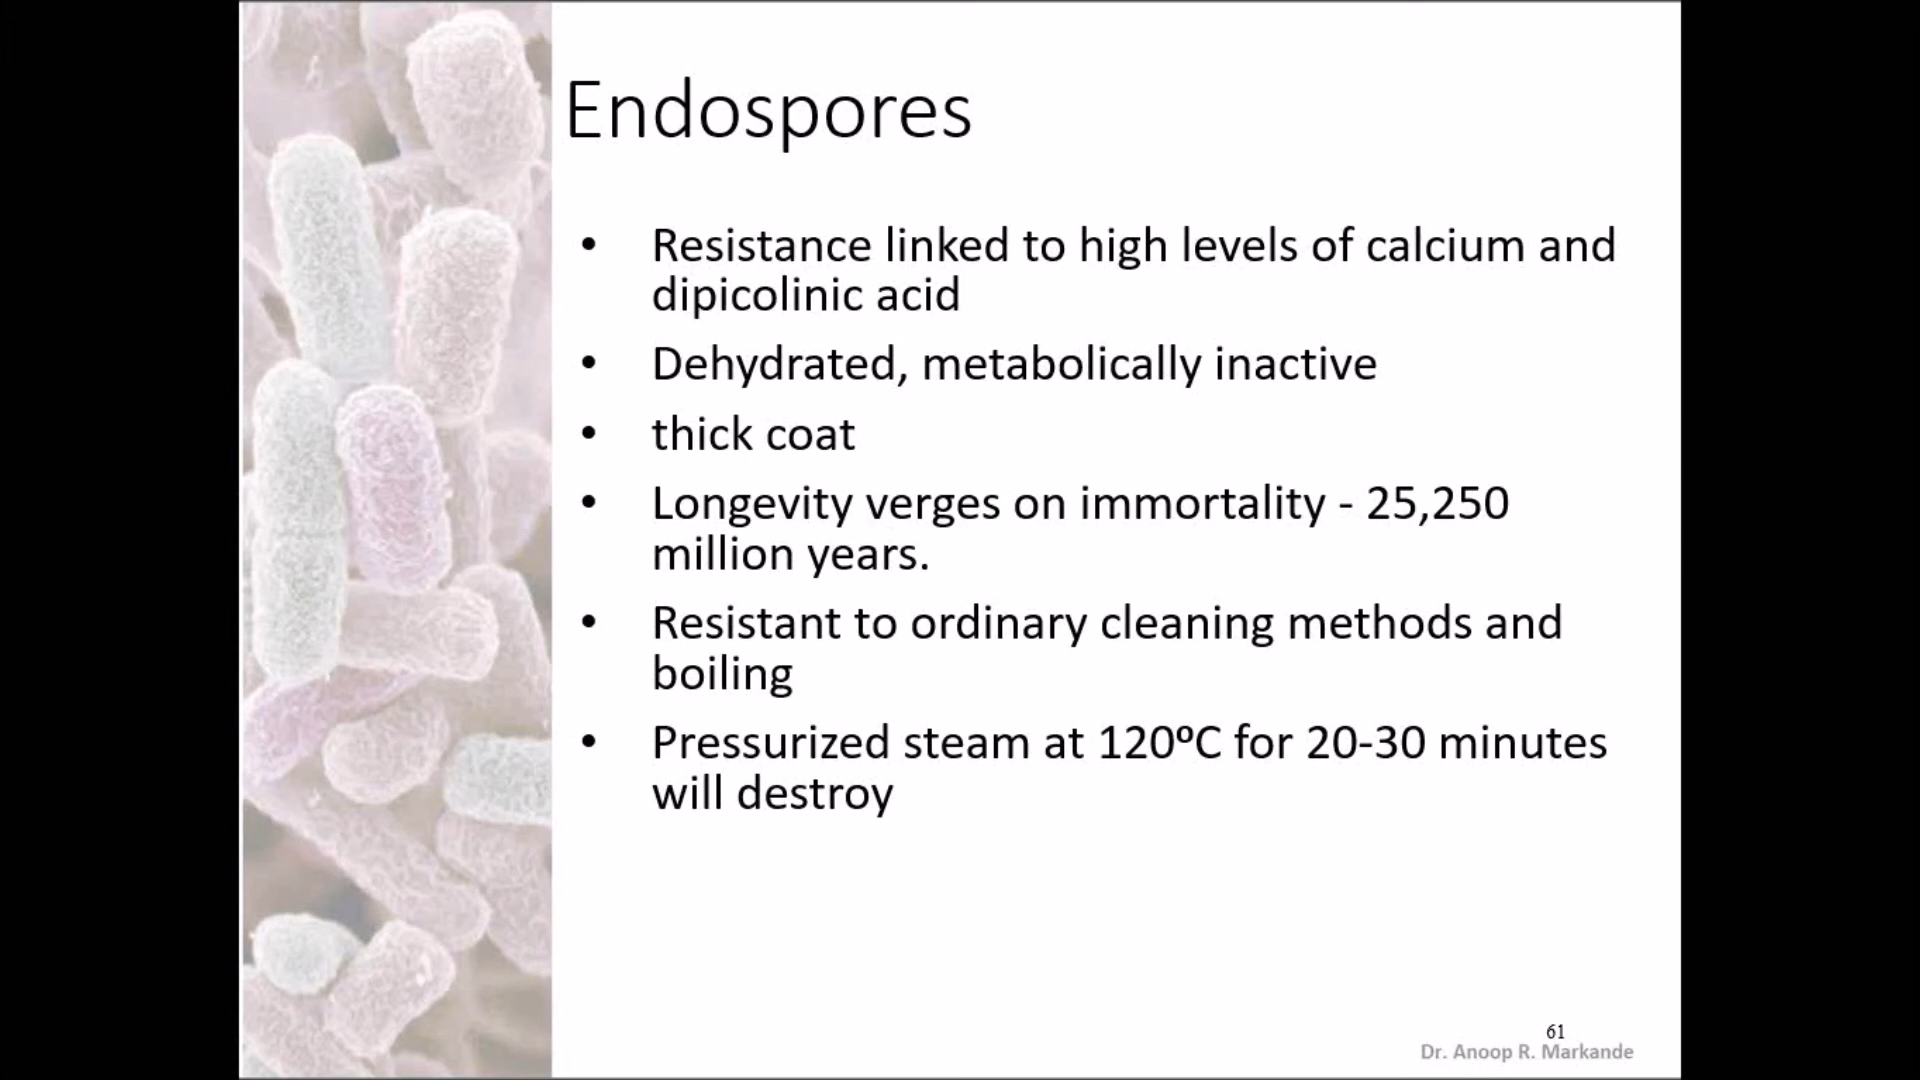 Endospores
• Resistance linked to high levels of calcium and
dipicolinic acid
• Dehydrated, metabolically inactive
• thick coat
• Longevity verges on immortality - 25,250
million years.
• Resistant to ordinary cleaning methods and
boiling
• Pressurized steam at 120ºC for 20-30 minutes
will destroy
61
Dr. Anoop R. Markande